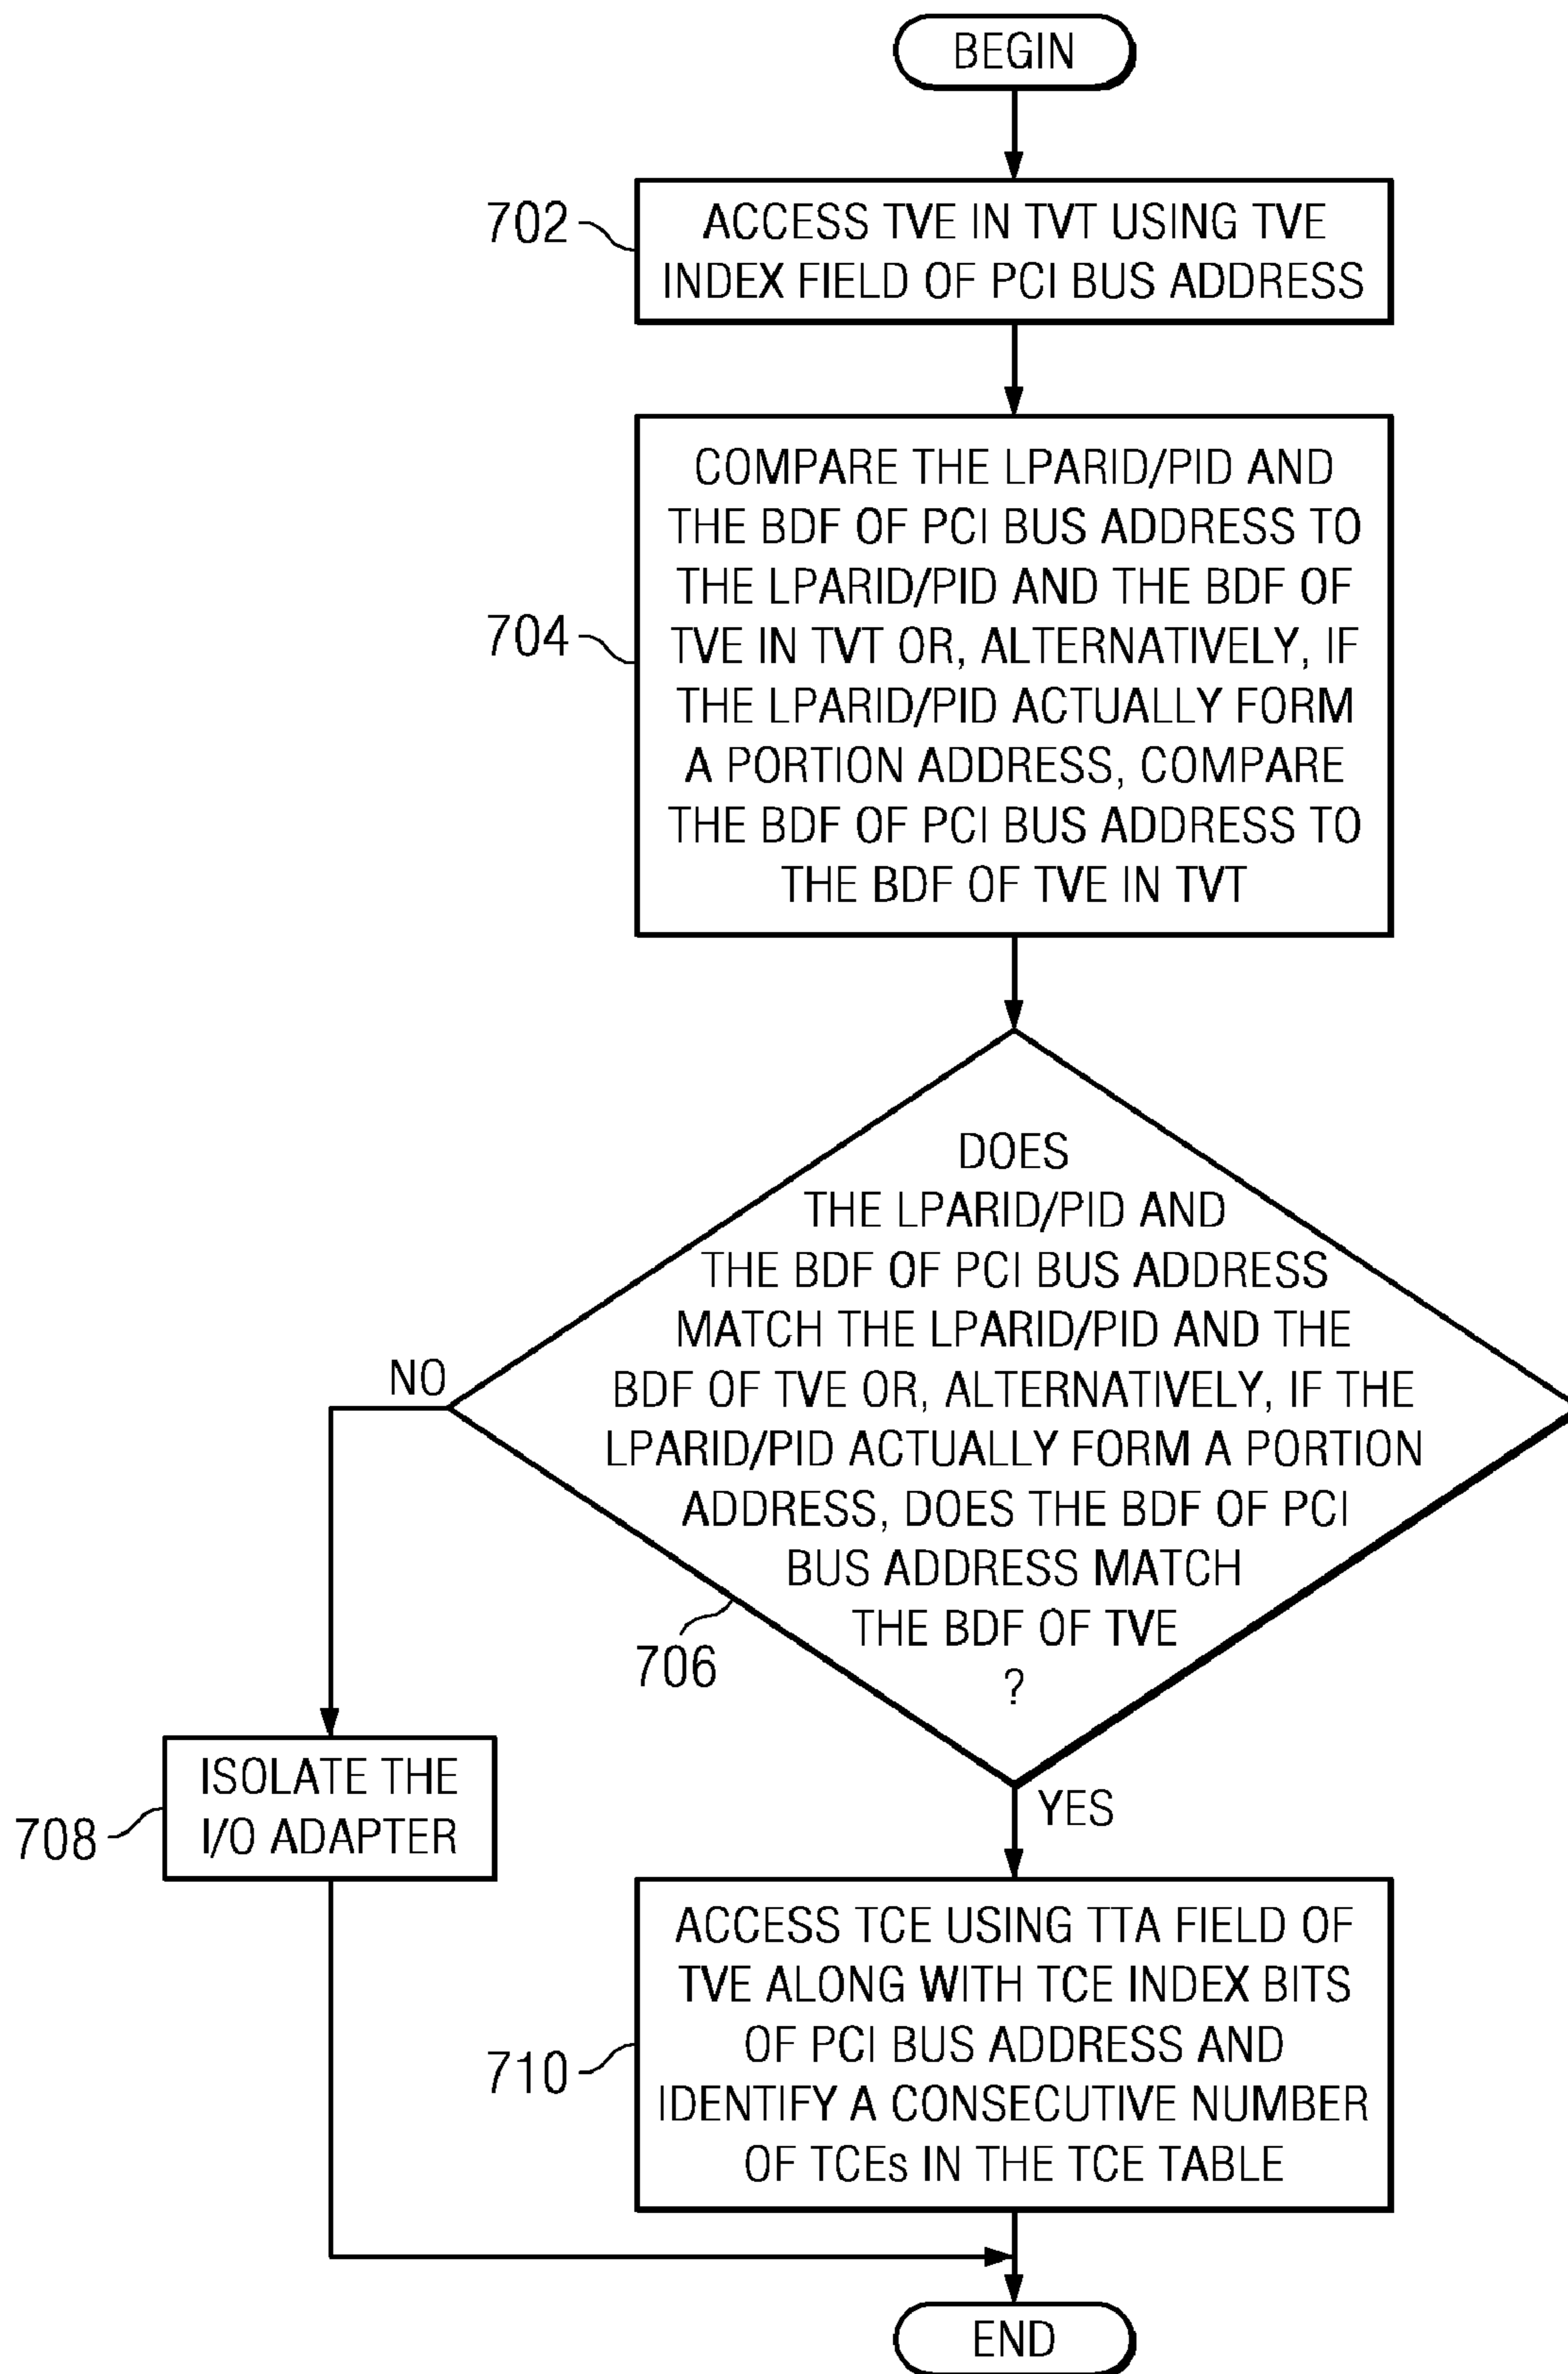 BEGIN
702
ACCESS TVE IN TVT USING TVE
INDEX FIELD OF PCI BUS ADDRESS
704
COMPARE THE LPARID/PID AND
THE BDF OF PCI BUS ADDRESS TO
THE LPARID/PID AND THE BDF OF
TVE IN TVT OR, ALTERNATIVELY, IF
THE LPARID/PID ACTUALLY FORM
A PORTION ADDRESS, COMPARE
THE BDF OF PCI BUS ADDRESS TO
THE BDF OF TVE IN TVT
DOES
THE LPARID/PID AND
THE BDF OF PCI BUS ADDRESS
MATCH THE LPARID/PID AND THE
BDF OF TVE OR, ALTERNATIVELY, IF THE
LPARID/PID ACTUALLY FORM A PORTION
ADDRESS, DOES THE BDF OF PCI
BUS ADDRESS MATCH
THE BDF OF TVE
?
706
NO
YES
708
ISOLATE THE
I/O ADAPTER
710
ACCESS TCE USING TTA FIELD OF
TVE ALONG WITH TCE INDEX BITS
OF PCI BUS ADDRESS AND
IDENTIFY A CONSECUTIVE NUMBER
OF TCEs IN THE TCE TABLE
END